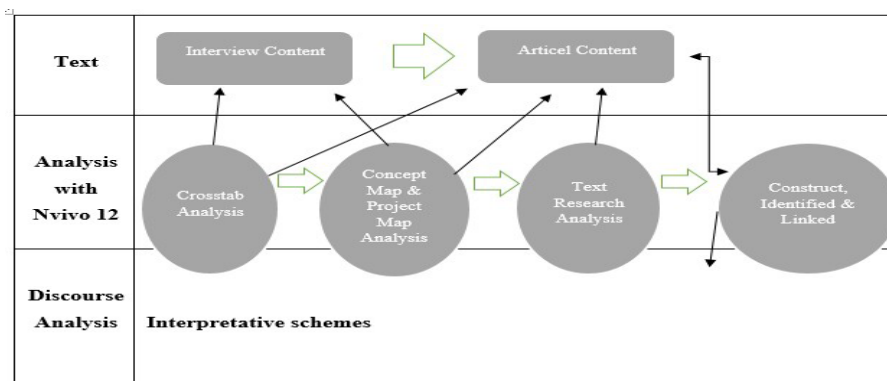 Text
Interview Content
Articel Content
Analysis
with
Nvivo 12
Crosstab
Analysis
Concept
Map &
Project
Map
Analysis
Text
Research
Analysis
Construct,
Identified &
Linked
Discourse
Analysis
Interpretative schemes